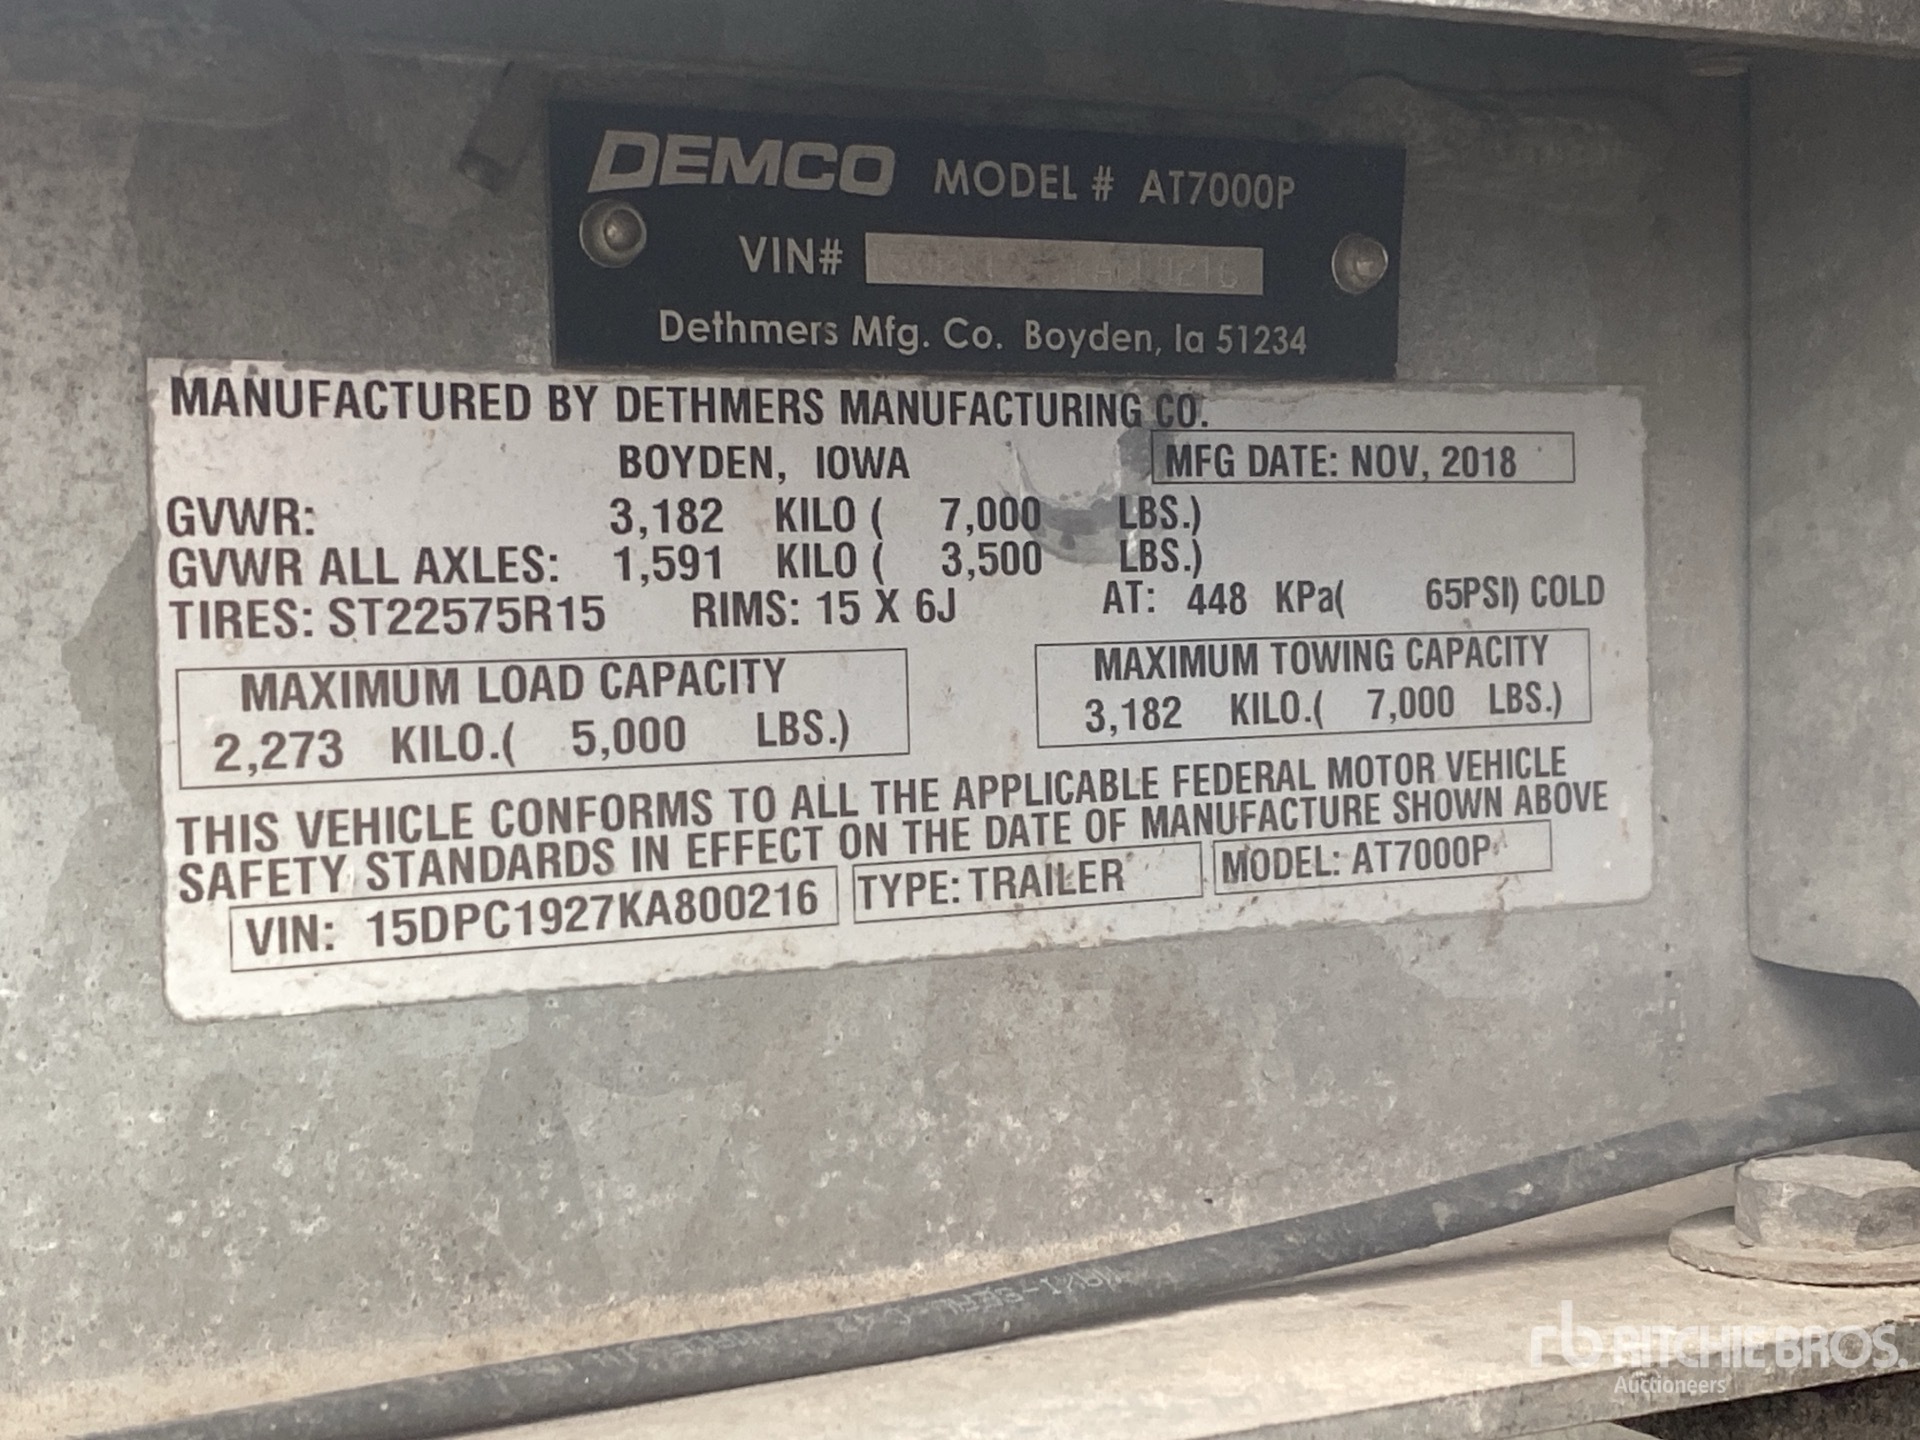 DEMCO MODEL # AT7000P
VIN#
Dethmers Mfg. Co. Boyden, Ia 51234
MANUFACTURED BY DETHMERS MANUFACTURING CO.
BOYDEN, IOWA MFG DATE: NOV, 2018
GVWR: 3,182 KILO ( 7,000 LBS.)
GVWR ALL AXLES: 1,591 KILO ( 3,500 LBS.)
TIRES: ST22575R15 RIMS: 15 X 6J AT: 448 KPa( 65PSI) COLD
MAXIMUM LOAD CAPACITY
2,273 KILO.( 5,000 LBS.)
MAXIMUM TOWING CAPACITY
3,182 KILO.( 7,000 LBS.)
THIS VEHICLE CONFORMS TO ALL THE APPLICABLE FEDERAL MOTOR VEHICLE
SAFETY STANDARDS IN EFFECT ON THE DATE OF MANUFACTURE SHOWN ABOVE
VIN: 15DPC1927KA800216 TYPE: TRAILER MODEL: AT7000P
rb RITCHIE BROS.
Auctioneers